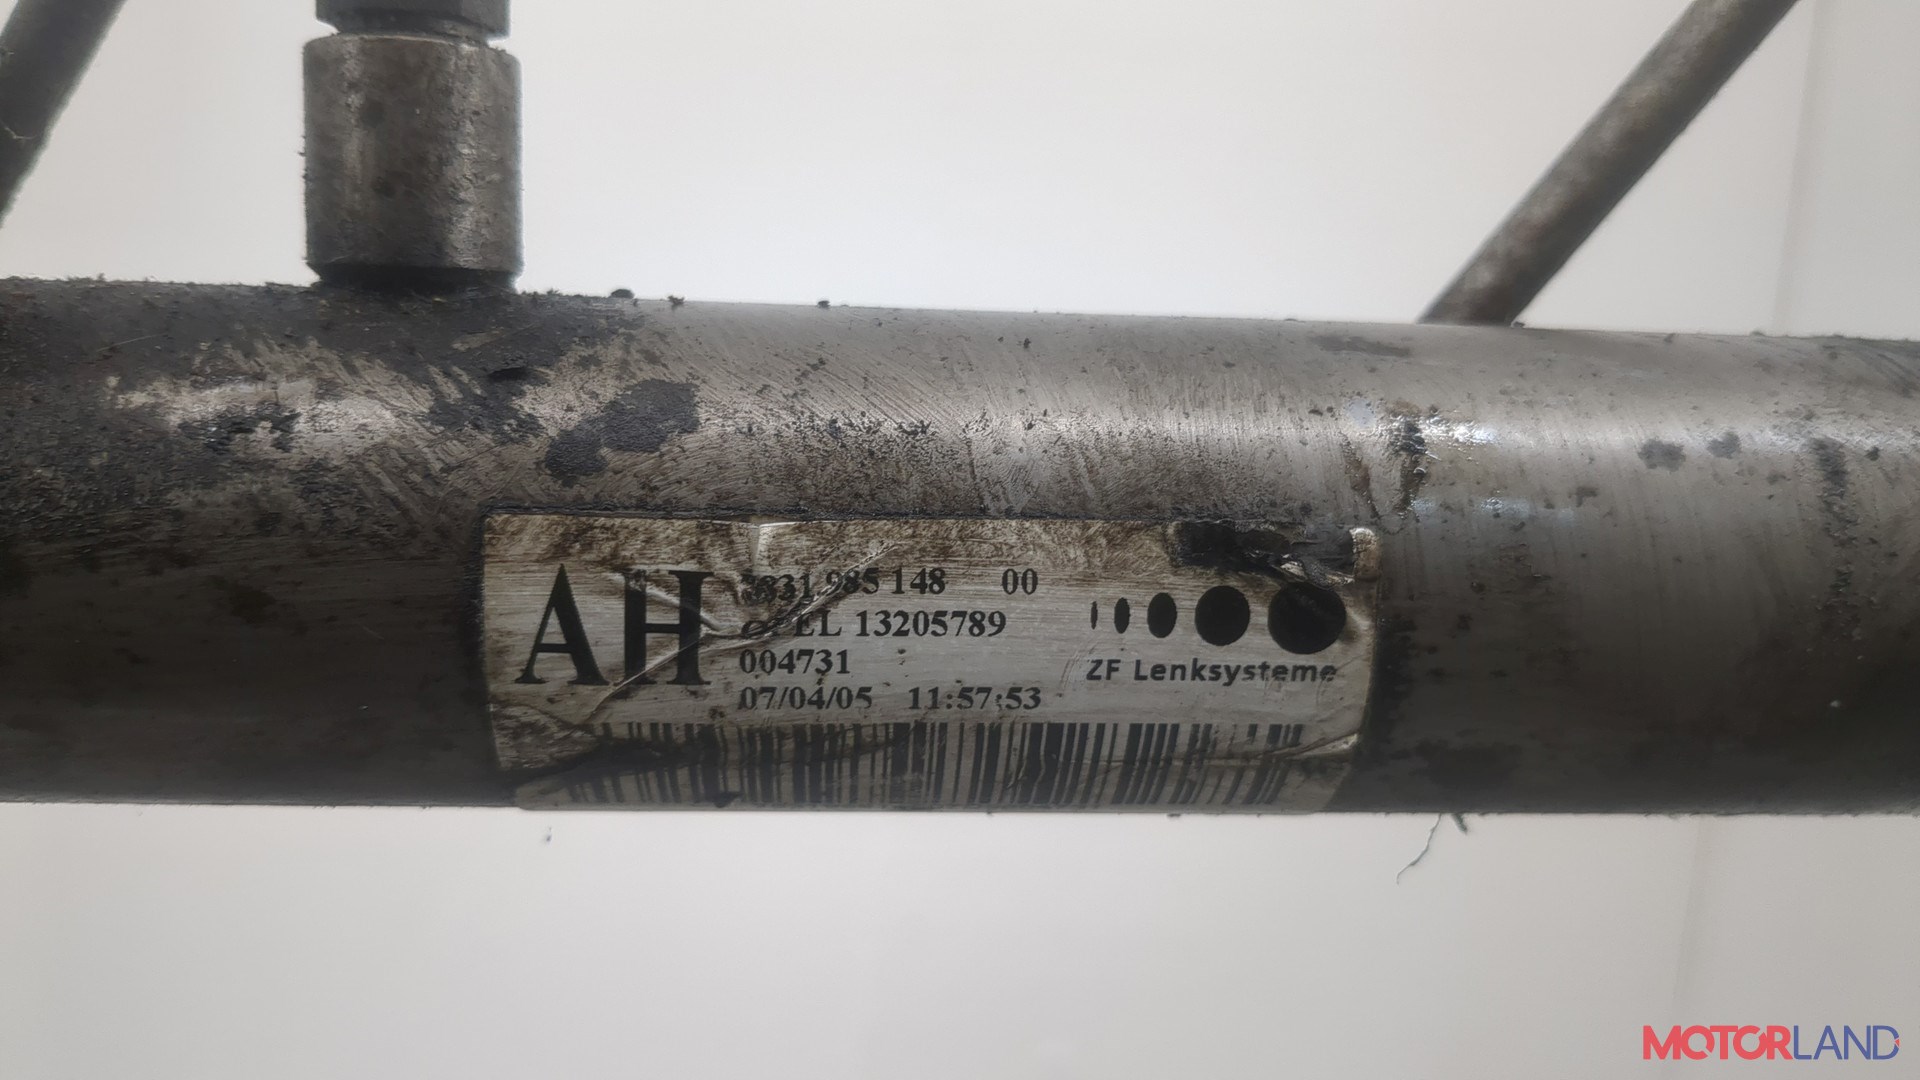 AH
985 148 00
13205789
004731
07/04/05 11:57:53
ZF Lenksysteme
MOTORLAND